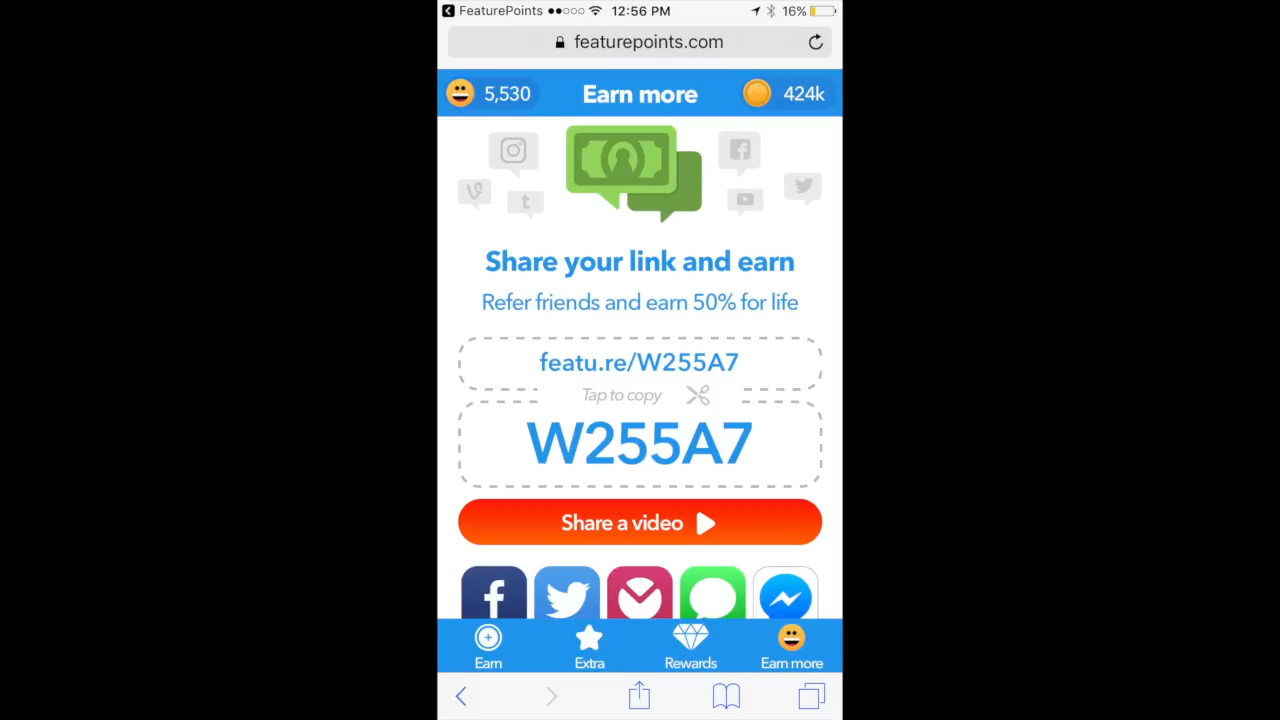 FeaturePoints 12:56 PM 16%
featurepoints.com
5,530 Earn more 424k
Share your link and earn
Refer friends and earn 50% for life
featu.re/W255A7
Tap to copy
W255A7
Share a video
Earn Extra Rewards Earn more